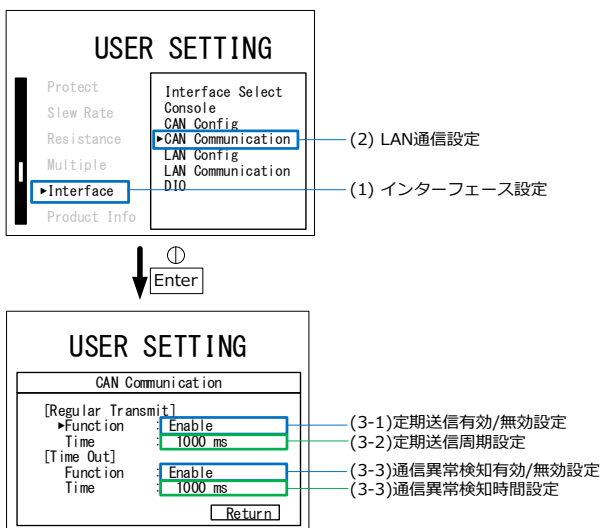 USER SETTING
Protect
Slew Rate
Resistance
Multiple
►Interface
Product Info
Interface Select
Console
CAN Config
►CAN Communication
LAN Config
LAN Communication
DIO
(2) LAN通信設定
(1) インターフェース設定
Enter
USER SETTING
CAN Communication
[Regular Transmit]
►Function : Enable
Time : 1000 ms
[Time Out]
Function : Enable
Time : 1000 ms
Return
(3-1)定期送信有効/無効設定
(3-2)定期送信周期設定
(3-3)通信異常検知有効/無効設定
(3-3)通信異常検知時間設定